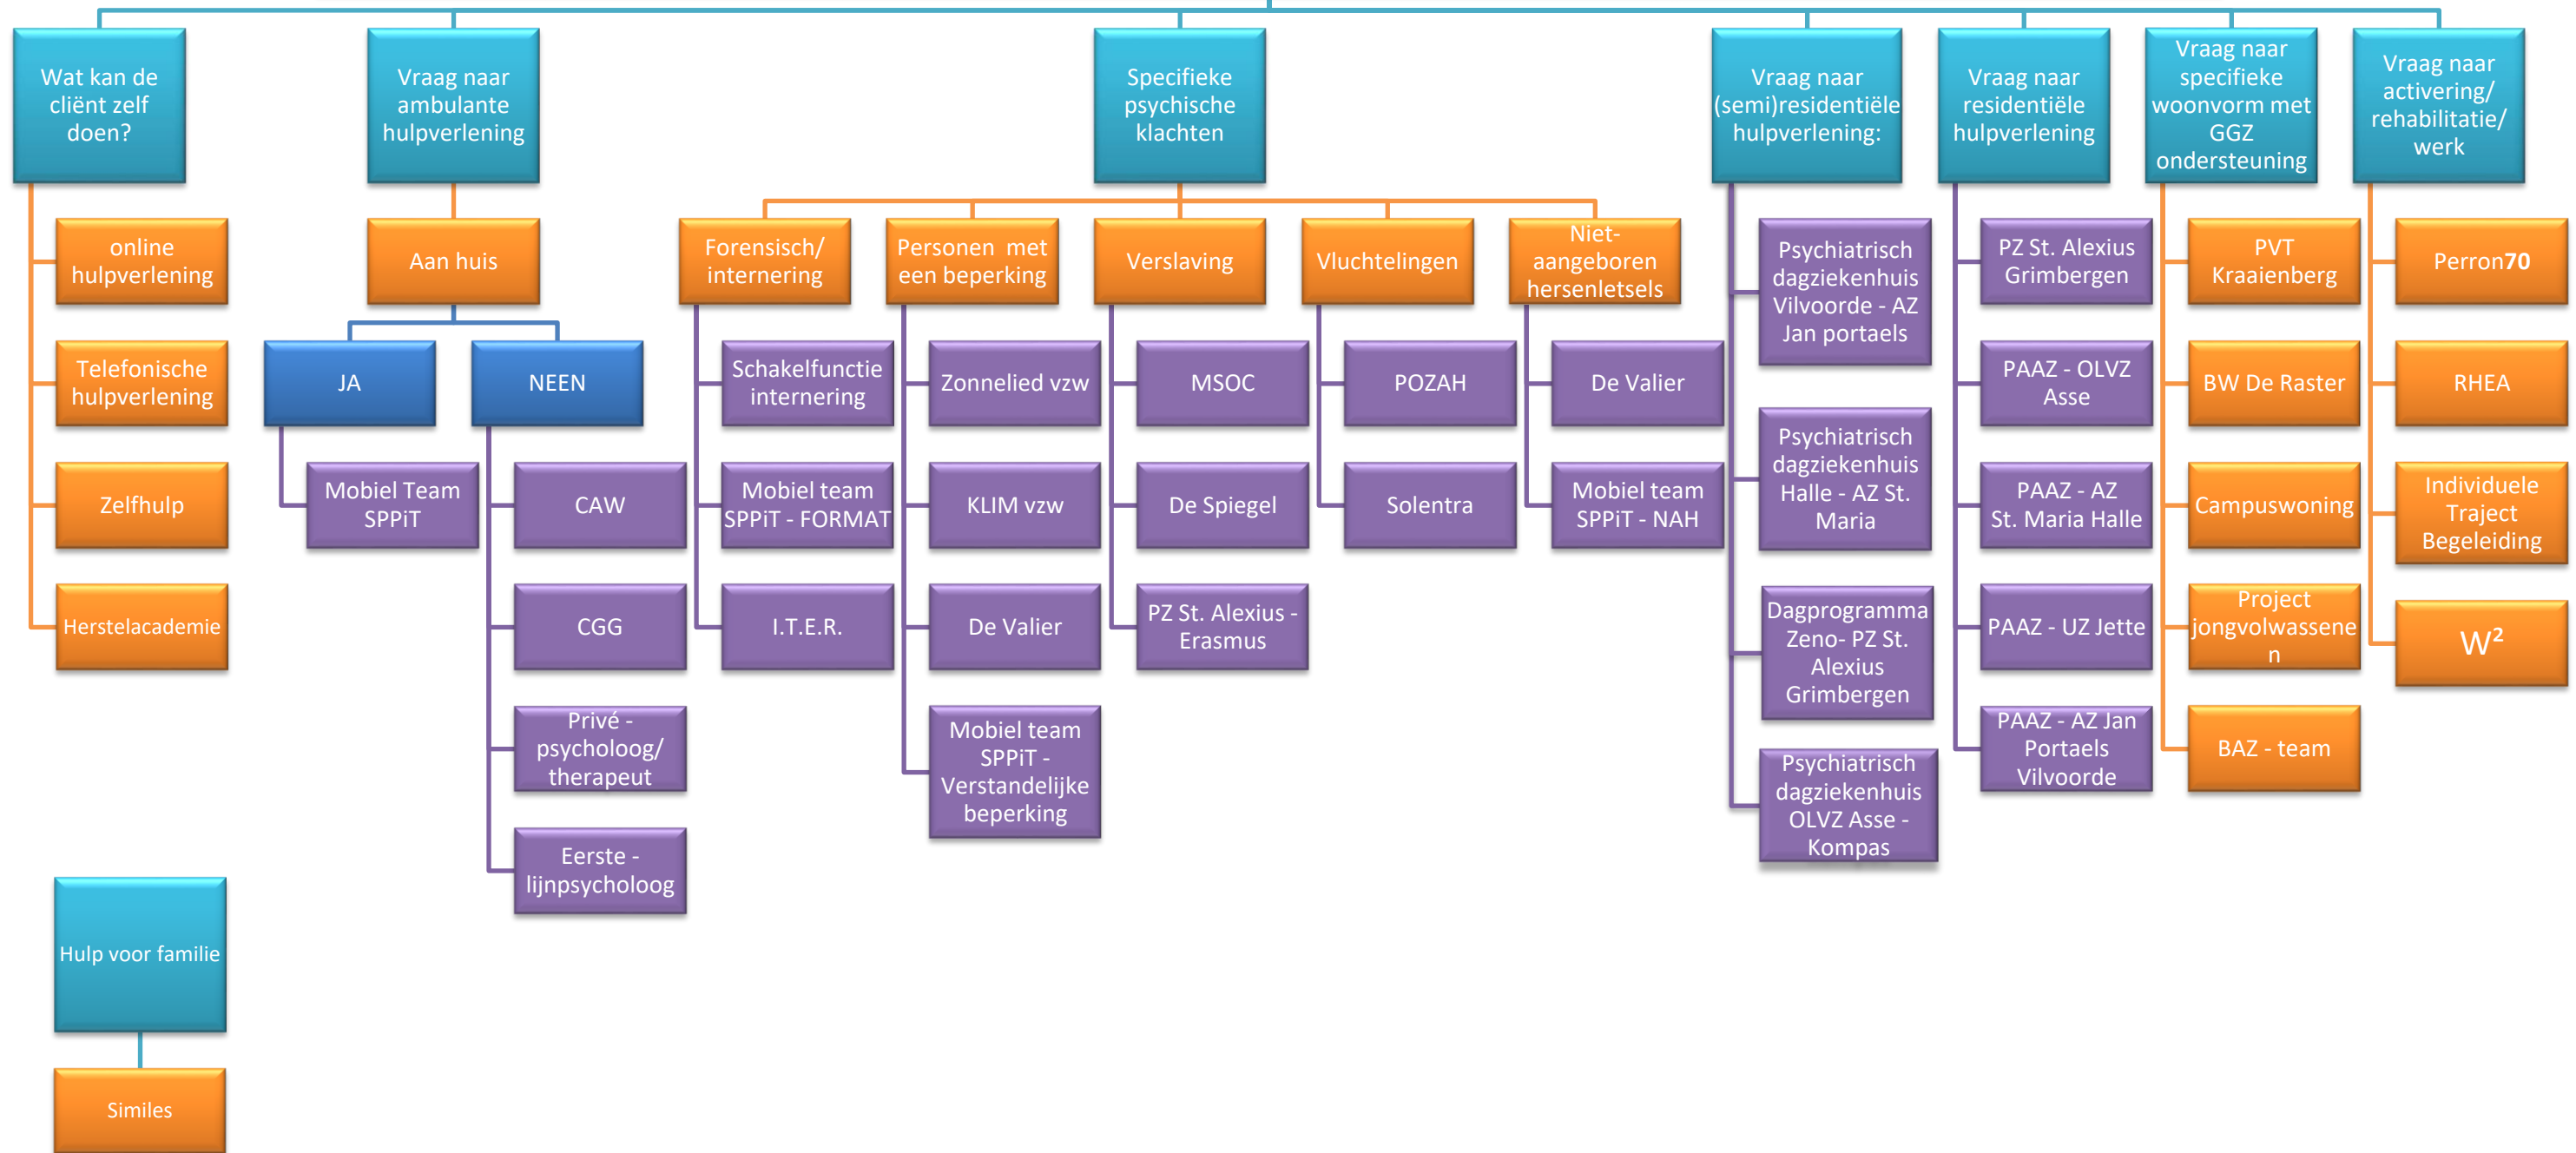 Wat kan de
cliënt zelf
doen?
online
hulpverlening
Telefonische
hulpverlening
Zelfhulp
Herstelacademie
Vraag naar
ambulante
hulpverlening
Aan huis
JA
Mobiel Team
SPPiT
NEEN
CAW
CGG
Privé -
psycholoog/
therapeut
Eerste -
lijnpsycholoog
Specifieke
psychische
klachten
Forensisch/
internering
Schakelfunctie
internering
Mobiel team
SPPiT - FORMAT
I.T.E.R.
Personen met
een beperking
Zonnelied vzw
KLIM vzw
De Valier
Mobiel team
SPPiT -
Verstandelijke
beperking
Verslaving
MSOC
De Spiegel
PZ St. Alexius -
Erasmus
Vluchtelingen
POZAH
Solentra
Niet-
aangeboren
hersenletsels
De Valier
Mobiel team
SPPiT - NAH
Vraag naar
(semi)residentiële
hulpverlening:
Psychiatrisch
dagziekenhuis
Vilvoorde - AZ
Jan portaels
Psychiatrisch
dagziekenhuis
Halle - AZ St.
Maria
Dagprogramma
Zeno- PZ St.
Alexius
Grimbergen
Psychiatrisch
dagziekenhuis
OLVZ Asse -
Kompas
Vraag naar
residentiële
hulpverlening
PZ St. Alexius
Grimbergen
PAAZ - OLVZ
Asse
PAAZ - AZ
St. Maria Halle
PAAZ - UZ Jette
PAAZ - AZ Jan
Portaels
Vilvoorde
Vraag naar
specifieke
woonvorm met
GGZ
ondersteuning
PVT
Kraaienberg
BW De Raster
Campuswoning
Project
jongvolwassene
n
BAZ - team
Vraag naar
activering/
rehabilitatie/
werk
Perron70
RHEA
Individuele
Traject
Begeleiding
W²
Hulp voor familie
Similes